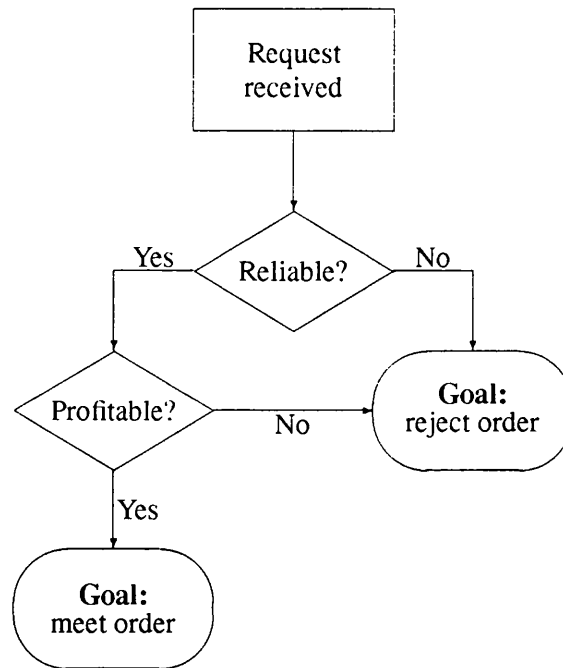 Request
received
Yes
Reliable?
No
Profitable?
No
Goal:
reject order
Yes
Goal:
meet order